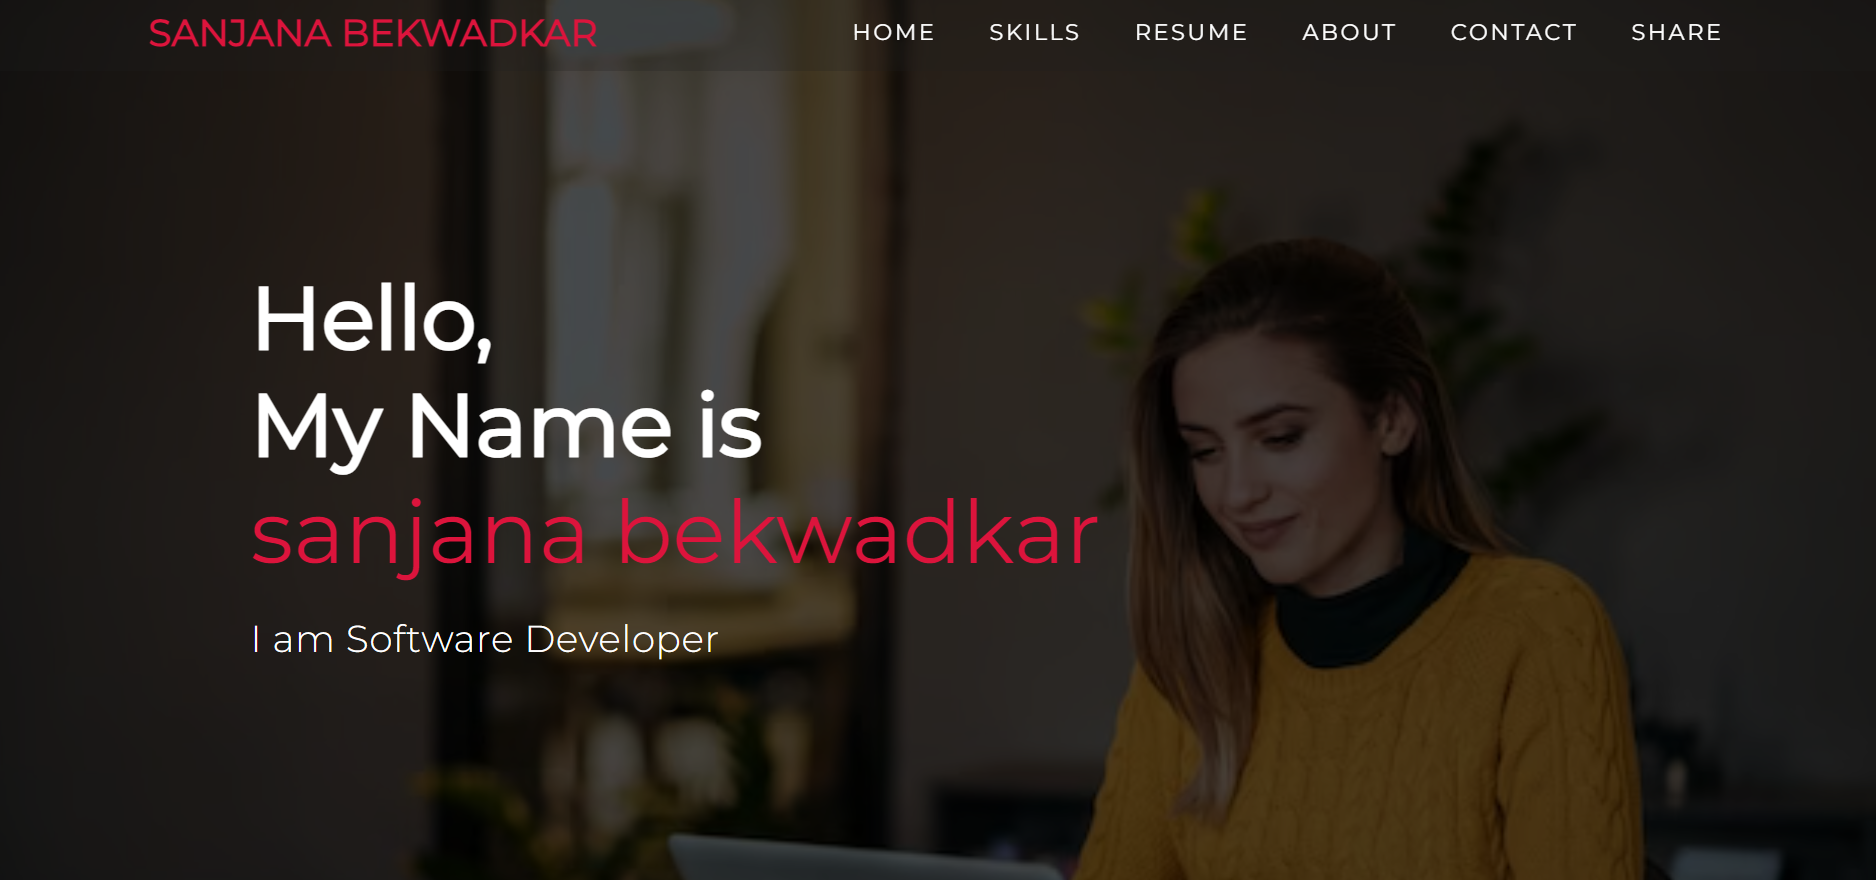 SANJANA BEKWADKAR
HOME SKILLS RESUME ABOUT CONTACT SHARE
Hello,
My Name is
sanjana bekwadkar
I am Software Developer